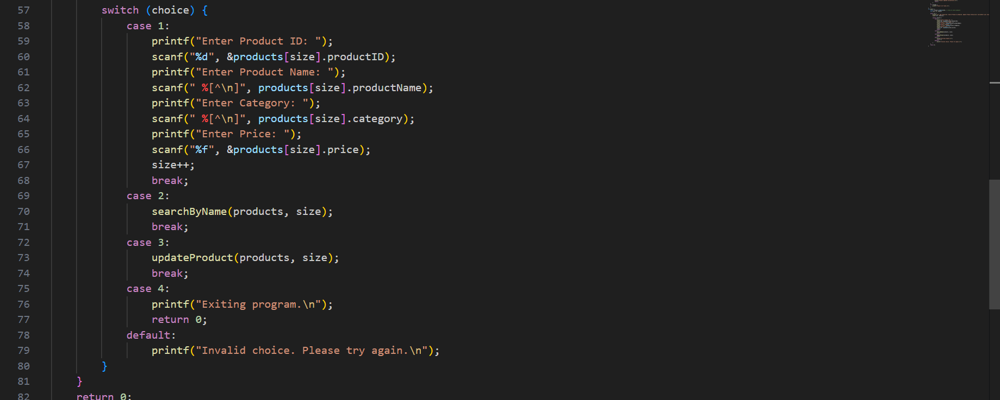 57 switch (choice) {
58 case 1:
59 printf("Enter Product ID: ");
60 scanf("%d", &products[size].productID);
61 printf("Enter Product Name: ");
62 scanf(" %[^\n]", products[size].productName);
63 printf("Enter Category: ");
64 scanf(" %[^\n]", products[size].category);
65 printf("Enter Price: ");
66 scanf("%f", &products[size].price);
67 size++;
68 break;
69 case 2:
70 searchByName(products, size);
71 break;
72 case 3:
73 updateProduct(products, size);
74 break;
75 case 4:
76 printf("Exiting program.\n");
77 return 0;
78 default:
79 printf("Invalid choice. Please try again.\n");
80 }
81 }
82 return 0;